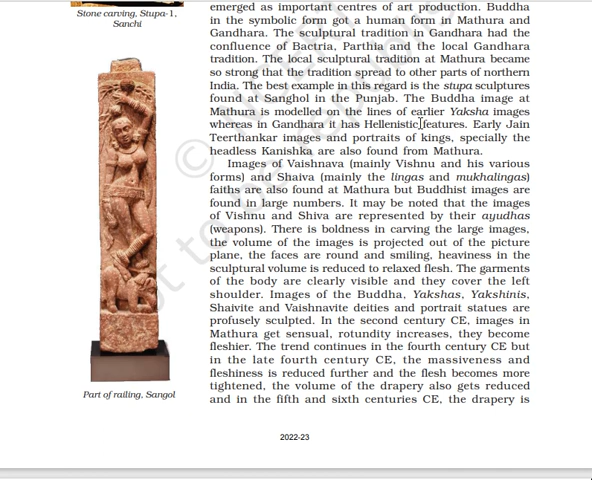 Stone carving, Stupa-1,
Sanchi
emerged as important centres of art production. Buddha
in the symbolic form got a human form in Mathura and
Gandhara. The sculptural tradition in Gandhara had the
confluence of Bactria, Parthia and the local Gandhara
tradition. The local sculptural tradition at Mathura became
so strong that the tradition spread to other parts of northern
India. The best example in this regard is the stupa sculptures
found at Sanghol in the Punjab. The Buddha image at
Mathura is modelled on the lines of earlier Yaksha images
whereas in Gandhara it has Hellenistic features. Early Jain
Teerthankar images and portraits of kings, specially the
headless Kanishka are also found from Mathura.
Images of Vaishnava (mainly Vishnu and his various
forms) and Shaiva (mainly the lingas and mukhalingas)
faiths are also found at Mathura but Buddhist images are
found in large numbers. It may be noted that the images
of Vishnu and Shiva are represented by their ayudhas
(weapons). There is boldness in carving the large images,
the volume of the images is projected out of the picture
plane, the faces are round and smiling, heaviness in the
sculptural volume is reduced to relaxed flesh. The garments
of the body are clearly visible and they cover the left
shoulder. Images of the Buddha, Yakshas, Yakshinis,
Shaivite and Vaishnavite deities and portrait statues are
profusely sculpted. In the second century CE, images in
Mathura get sensual, rotundity increases, they become
fleshier. The trend continues in the fourth century CE but
in the late fourth century CE, the massiveness and
fleshiness is reduced further and the flesh becomes more
tightened, the volume of the drapery also gets reduced
and in the fifth and sixth centuries CE, the drapery is
Part of railing, Sangol
2022-23